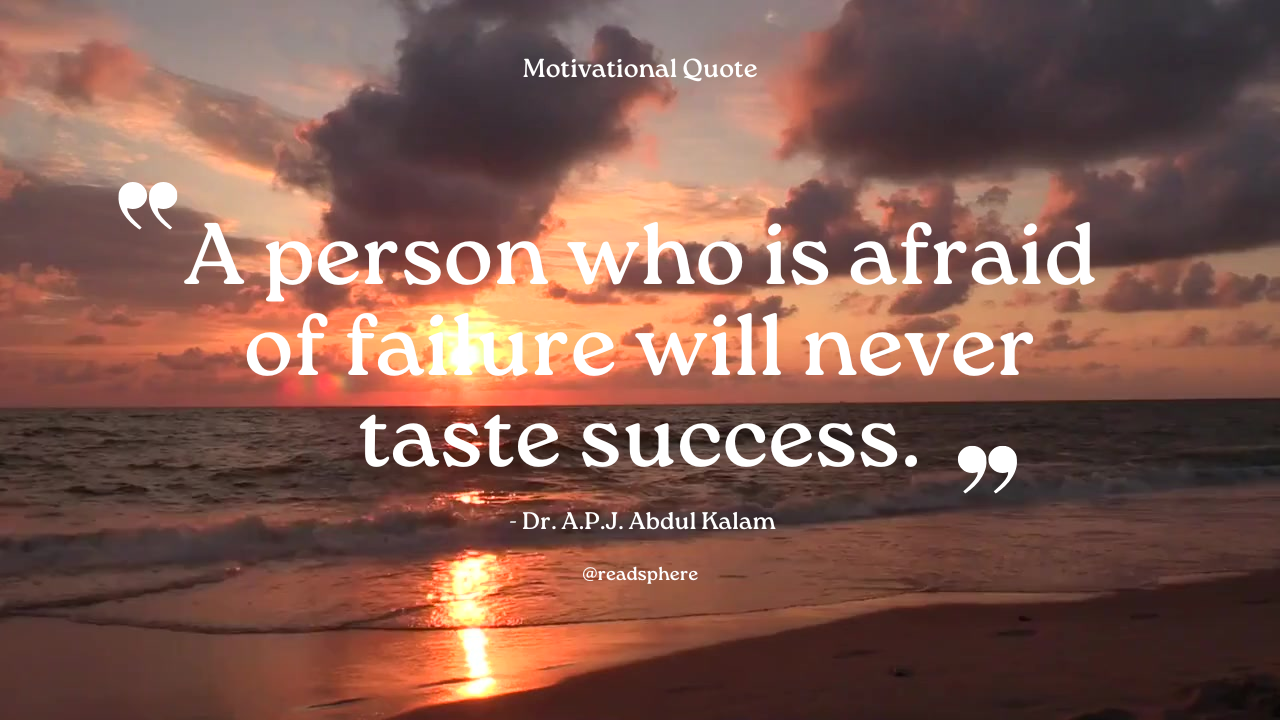 Motivational Quote
❞
A person who is afraid
of failure will never
taste success.
❞
- Dr. A.P.J. Abdul Kalam
@readsphere